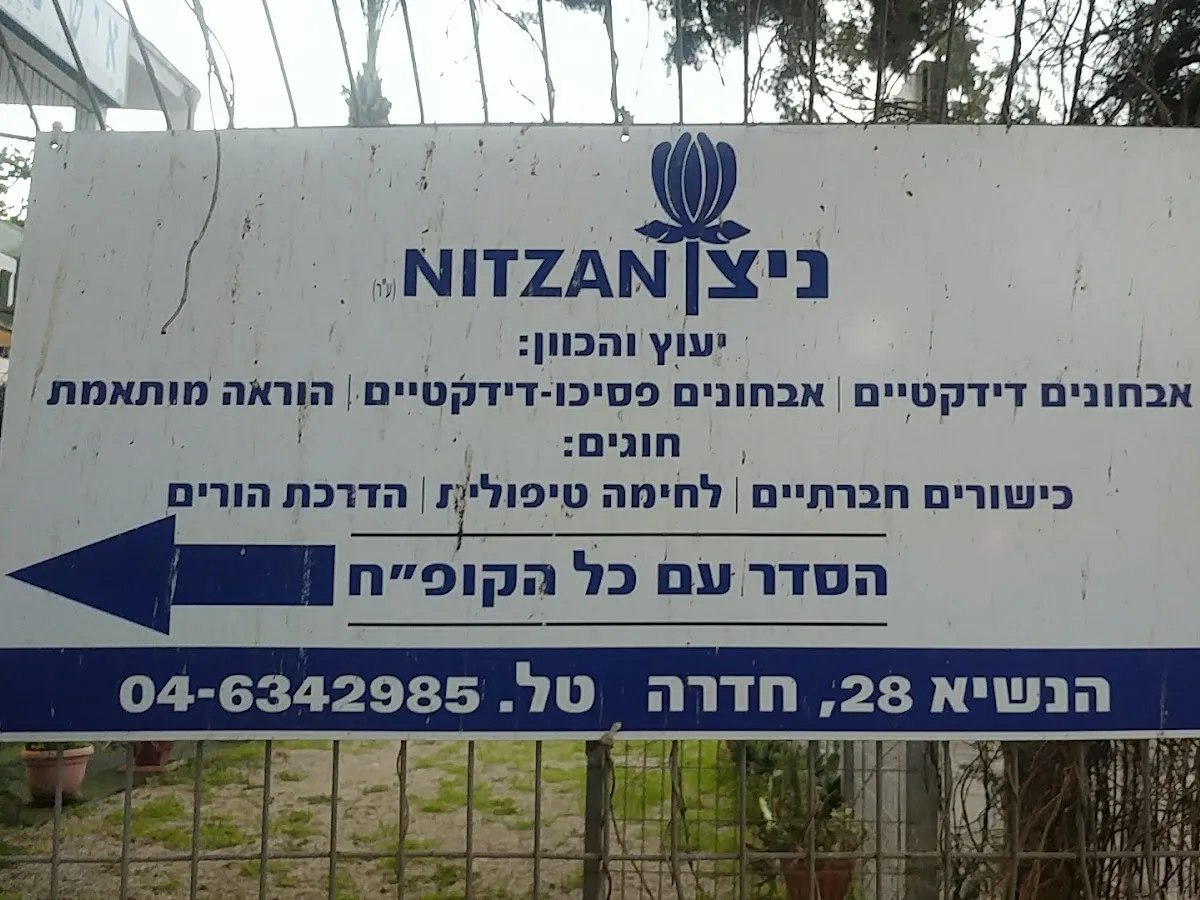 ניצן NITZAN (ע"ר)
יעוץ והכוון:
אבחונים דידקטיים | אבחונים פסיכו-דידקטיים | הוראה מותאמת
חוגים:
כישורים חברתיים | לחימה טיפולית | הדרכת הורים
הסדר עם כל הקופ״ח
הנשיא 28, חדרה טל. 04-6342985